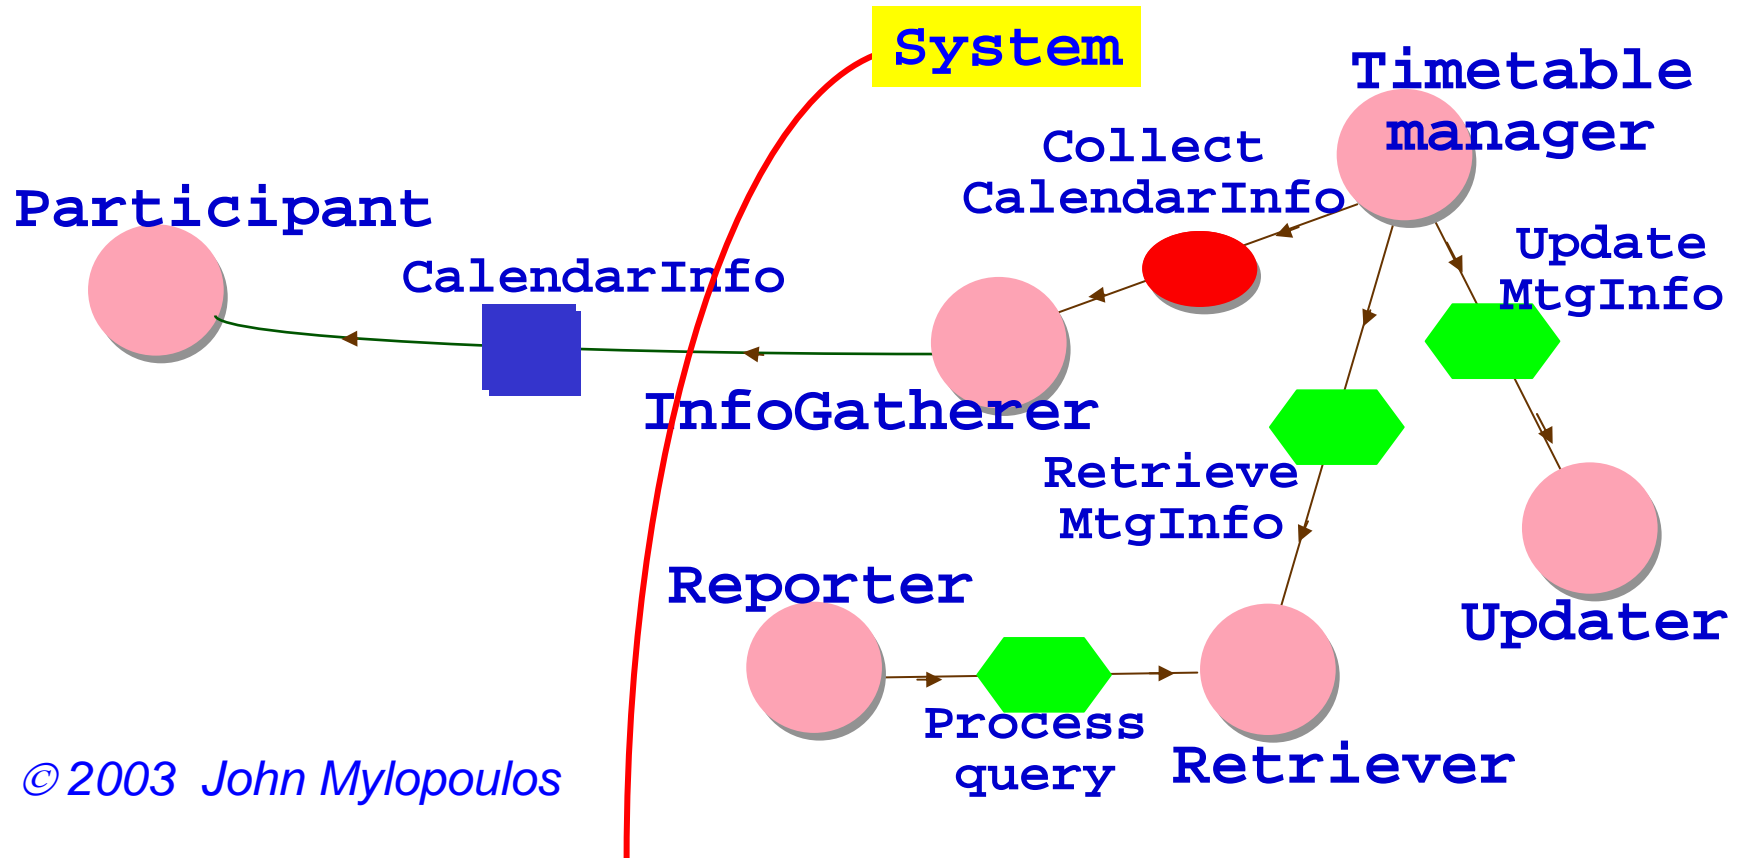 System
Timetable
manager
Collect
CalendarInfo
Participant
Update
MtgInfo
CalendarInfo
InfoGatherer
Retrieve
MtgInfo
Reporter
Updater
Process
query
Retriever
© 2003 John Mylopoulos